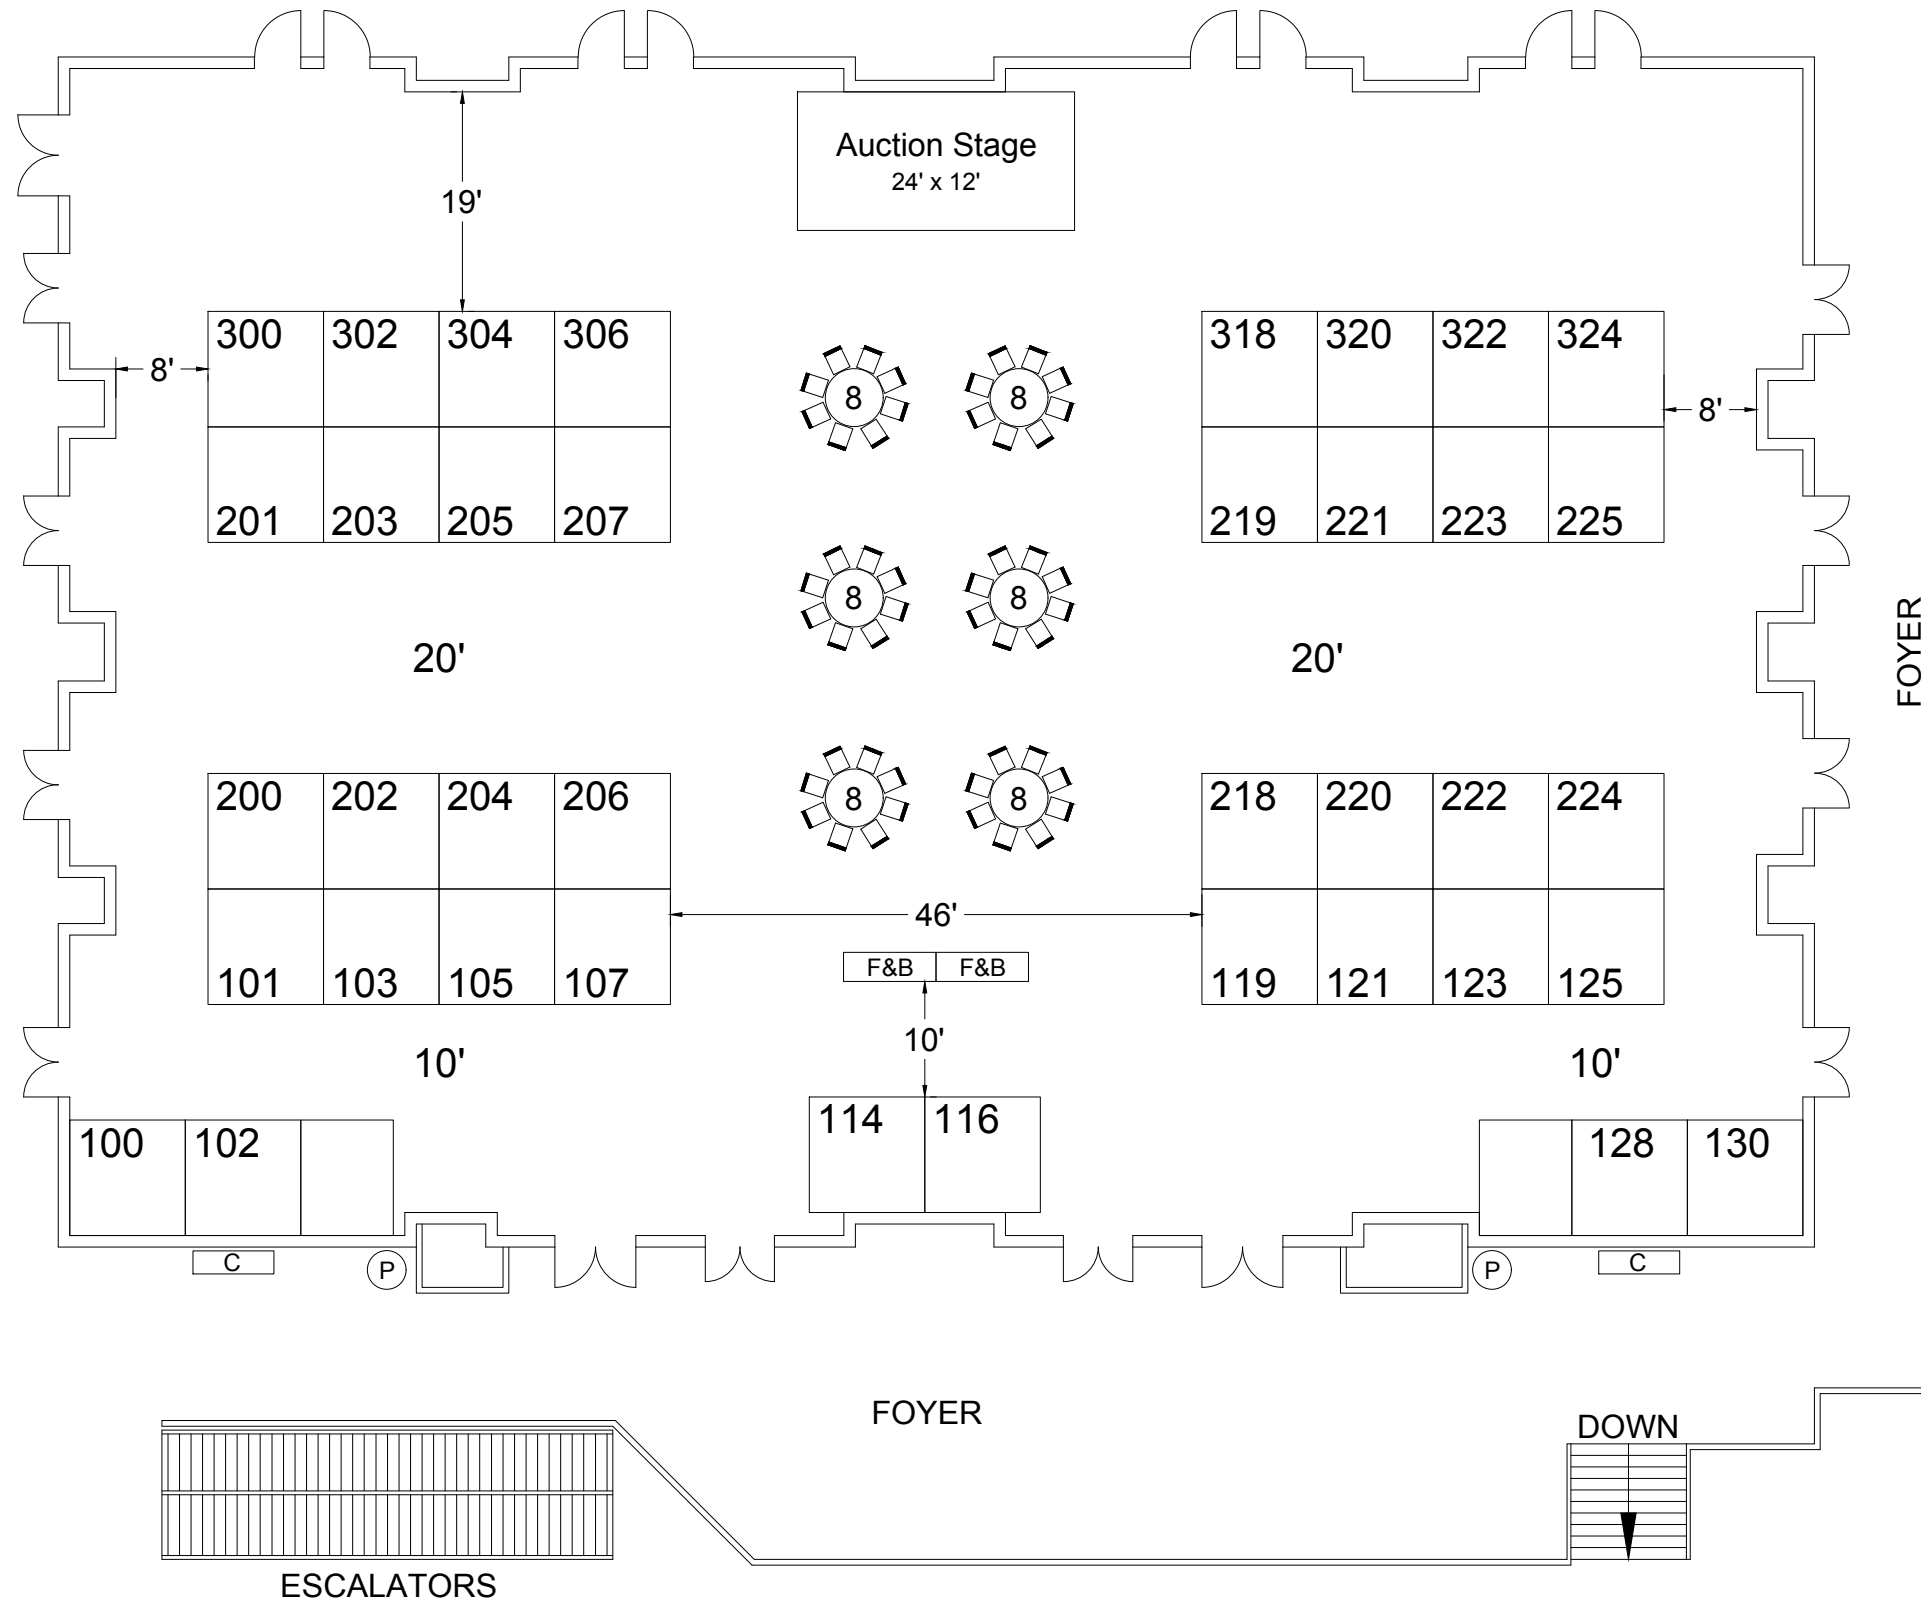 Auction Stage
24' x 12'
19'
300 302 304 306
318 320 322 324
8'
8 8
8'
201 203 205 207
219 221 223 225
8 8
20'
20'
FOYER
200 202 204 206
8 8
218 220 222 224
46'
F&B F&B
101 103 105 107
119 121 123 125
10'
10'
10'
100 102
114 116
128 130
C
P
P
C
FOYER
DOWN
ESCALATORS